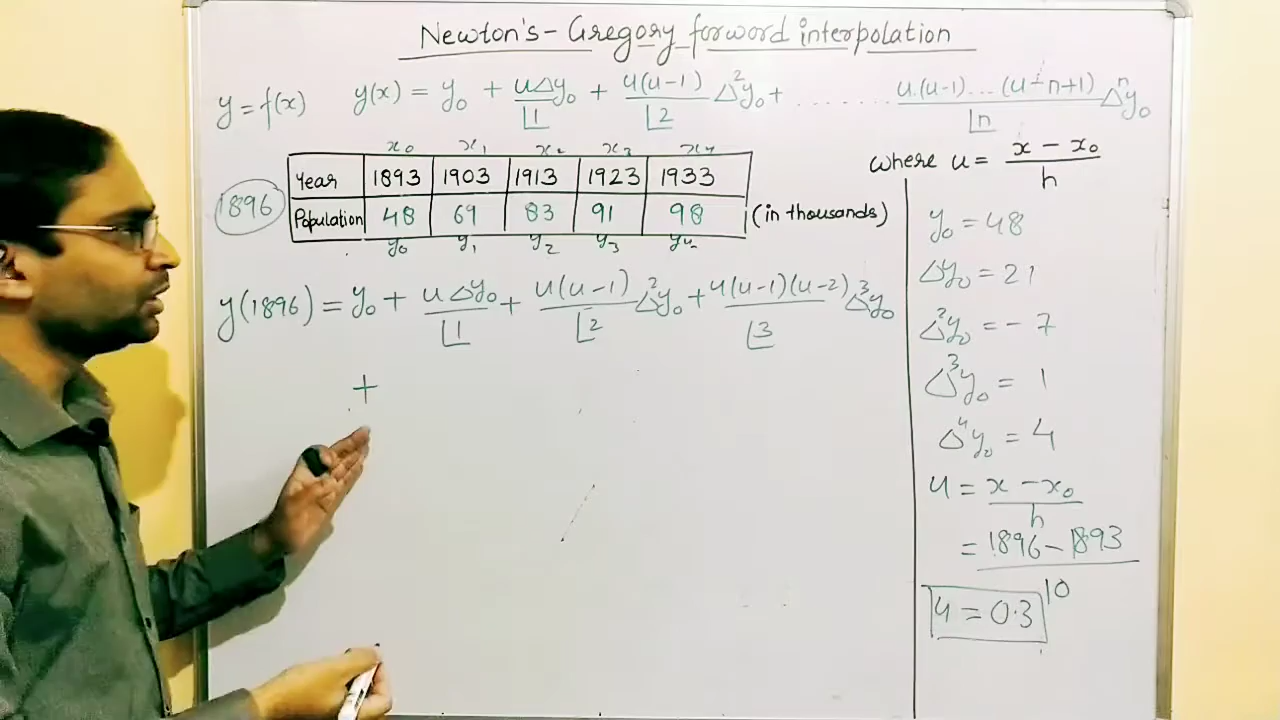 Newton's - Gregory forword interpolation
y = f(x) y(x) = y₀ + uΔy₀/⌊1 + u(u-1)/⌊2 Δ²y₀ + ........ u.(u-1)...(u-n+1)/⌊n Δⁿy₀
where u = x - x₀/h
x₀ x₁ x₂ x₃ x₄
Year 1893 1903 1913 1923 1933
1896
Population 48 69 83 91 98 (in thousands)
y₀ y₁ y₂ y₃ y₄
y(1896) = y₀ + uΔy₀/⌊1 + u(u-1)/⌊2 Δ²y₀ + u(u-1)(u-2)/⌊3 Δ³y₀
+
y₀ = 48
Δy₀ = 21
Δ²y₀ = - 7
Δ³y₀ = 1
Δ⁴y₀ = 4
u = x - x₀/h
= 1896 - 1893/10
u = 0.3